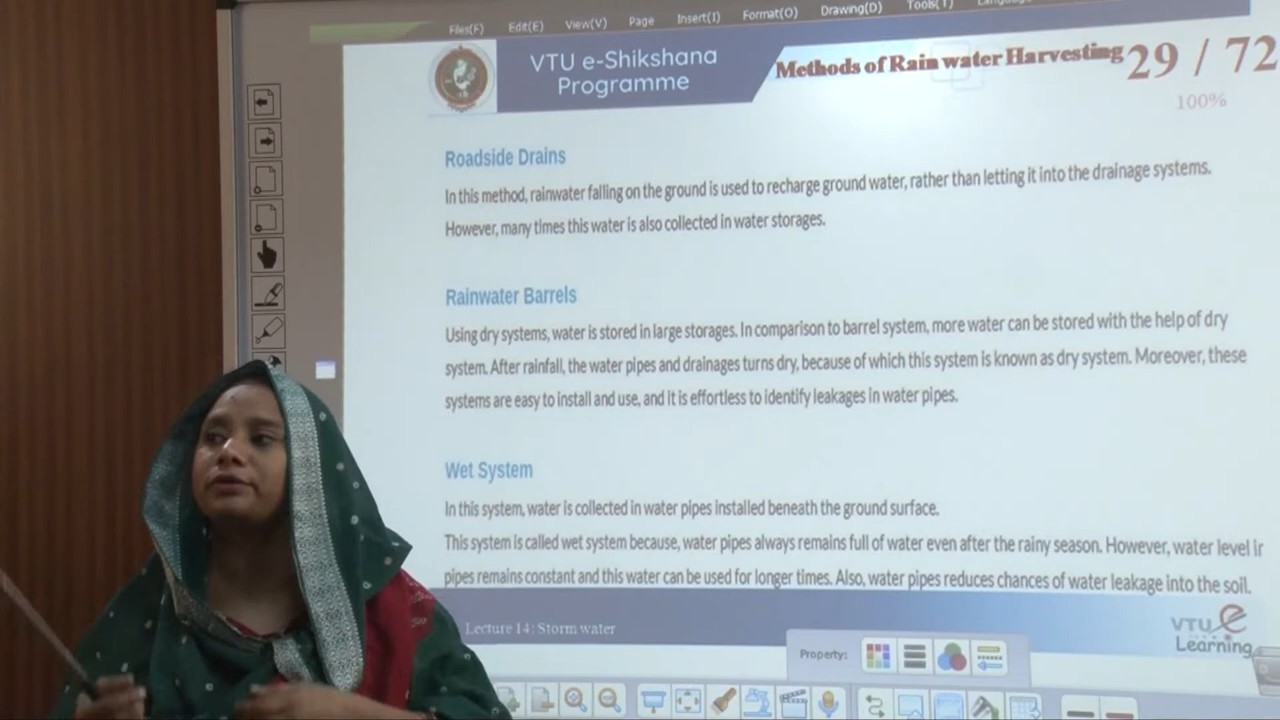 Files(F) Edit(E) View(V) Page Insert(I) Format(O) Drawing(D) Tools(T)
VTU e-Shikshana
Programme
Methods of Rain water Harvesting 29 / 72
100%
Roadside Drains
In this method, rainwater falling on the ground is used to recharge ground water, rather than letting it into the drainage systems.
However, many times this water is also collected in water storages.
Rainwater Barrels
Using dry systems, water is stored in large storages. In comparison to barrel system, more water can be stored with the help of dry
system. After rainfall, the water pipes and drainages turns dry, because of which this system is known as dry system. Moreover, these
systems are easy to install and use, and it is effortless to identify leakages in water pipes.
Wet System
In this system, water is collected in water pipes installed beneath the ground surface.
This system is called wet system because, water pipes always remains full of water even after the rainy season. However, water level ir
pipes remains constant and this water can be used for longer times. Also, water pipes reduces chances of water leakage into the soil.
Lecture 14: Storm water
VTU e
Learning
Property: